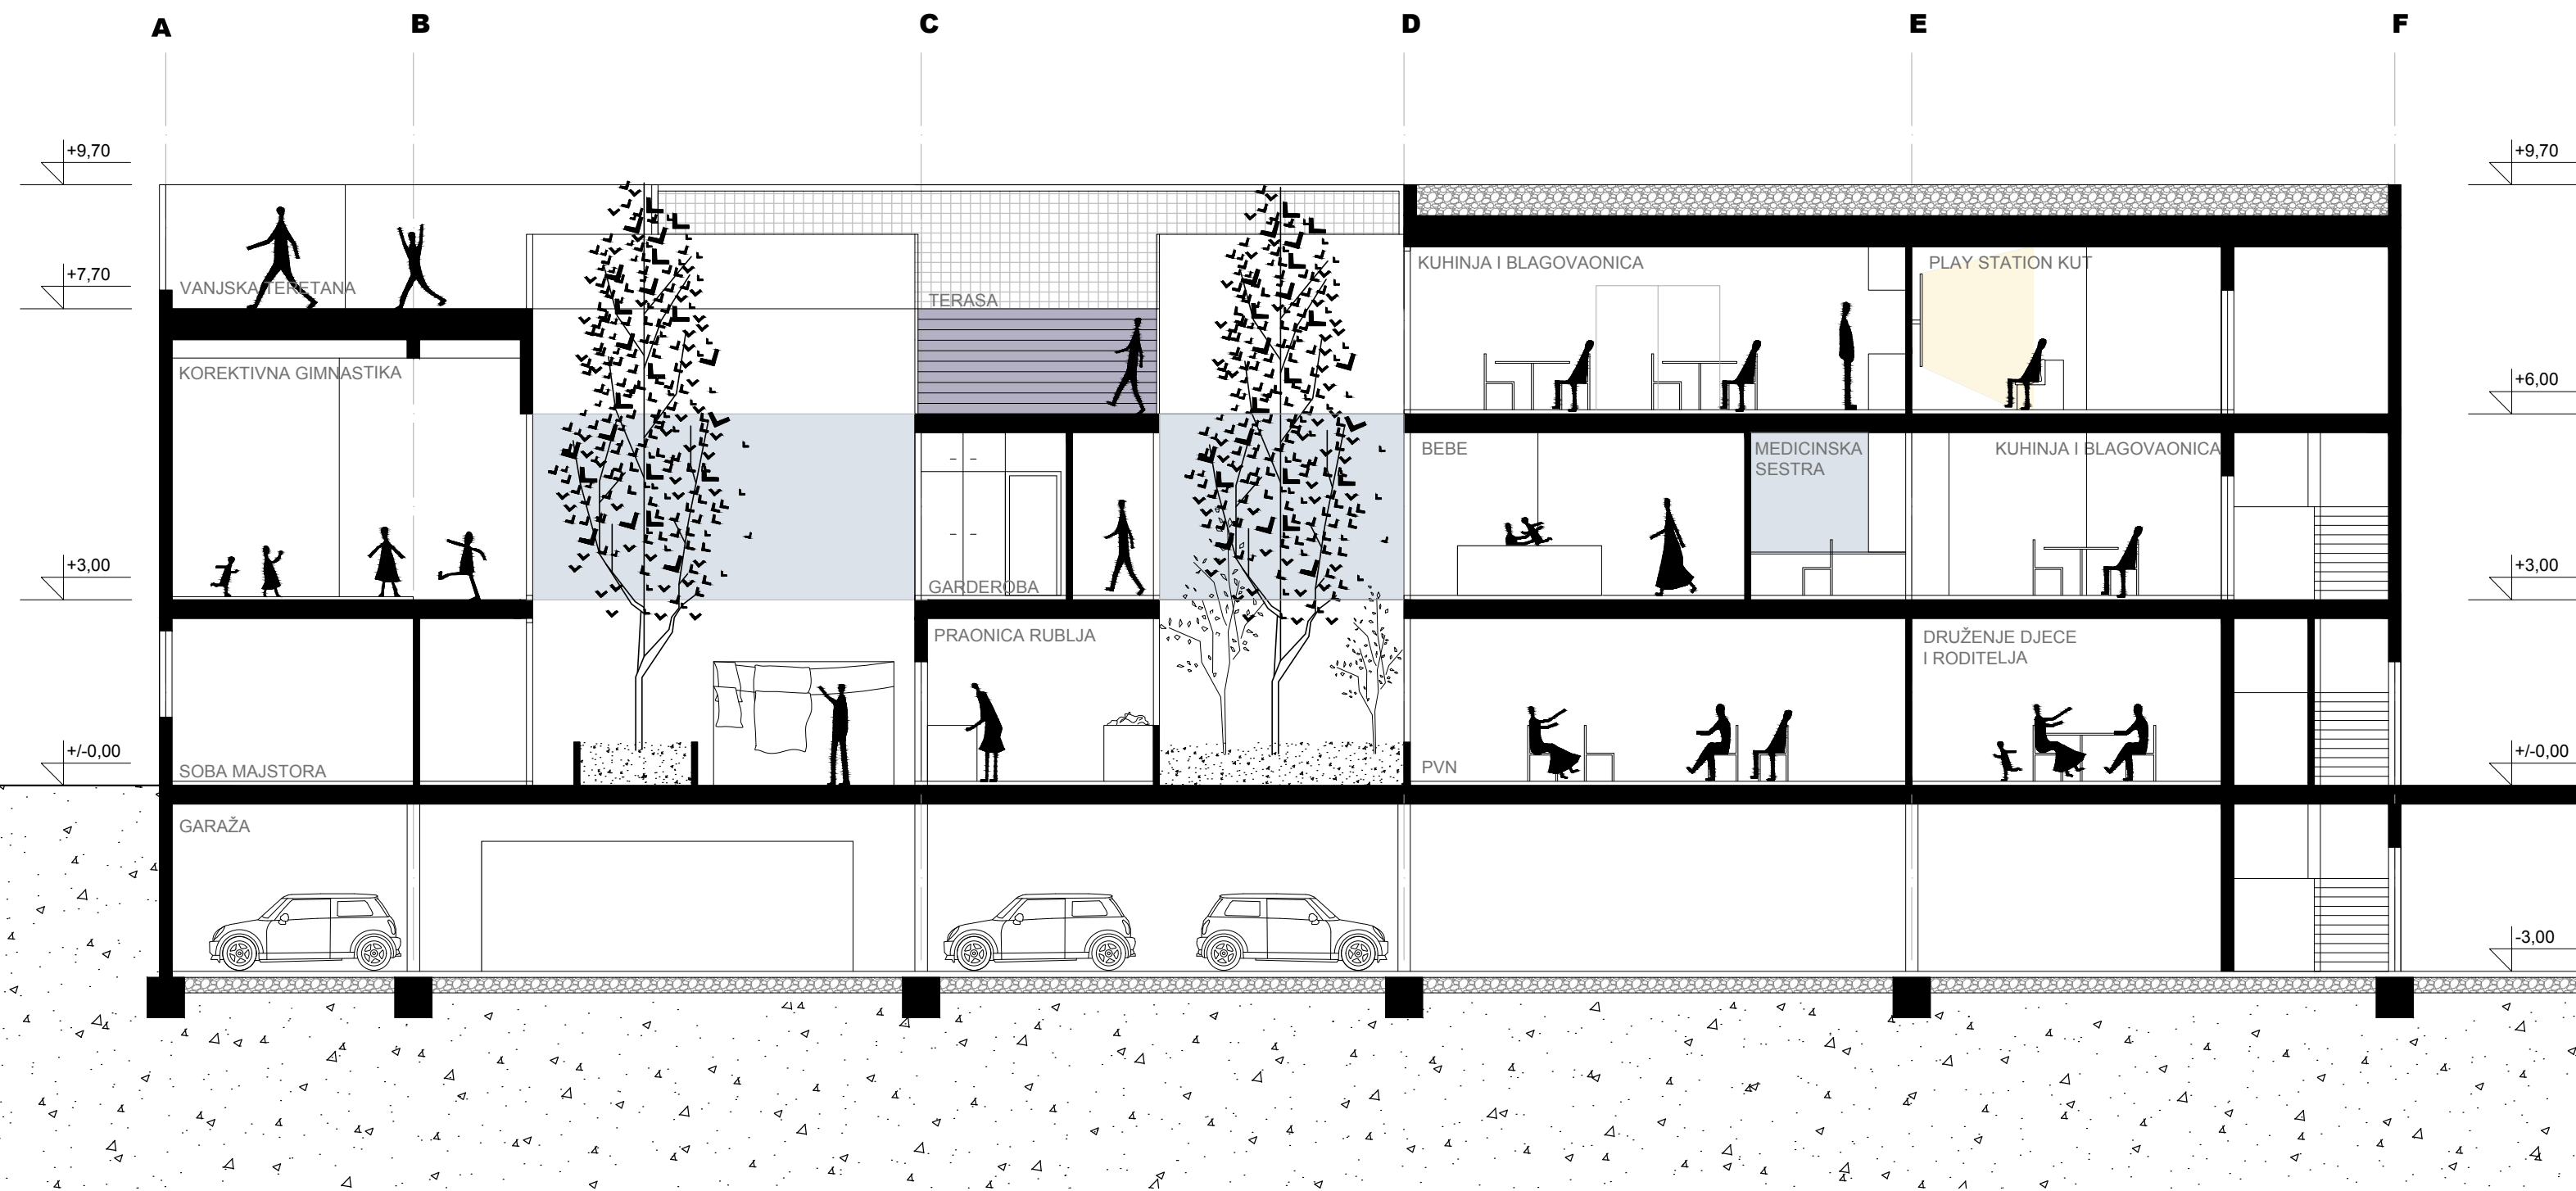 A B C D E F
+9,70 +9,70
+7,70
VANJSKA TERETANA
TERASA
KUHINJA I BLAGOVAONICA
PLAY STATION KUT
KOREKTIVNA GIMNASTIKA
+6,00
BEBE
MEDICINSKA
SESTRA
KUHINJA I BLAGOVAONICA
+3,00 +3,00
GARDEROBA
PRAONICA RUBLJA
DRUŽENJE DJECE
I RODITELJA
+/-0,00 +/-0,00
SOBA MAJSTORA
PVN
GARAŽA
-3,00